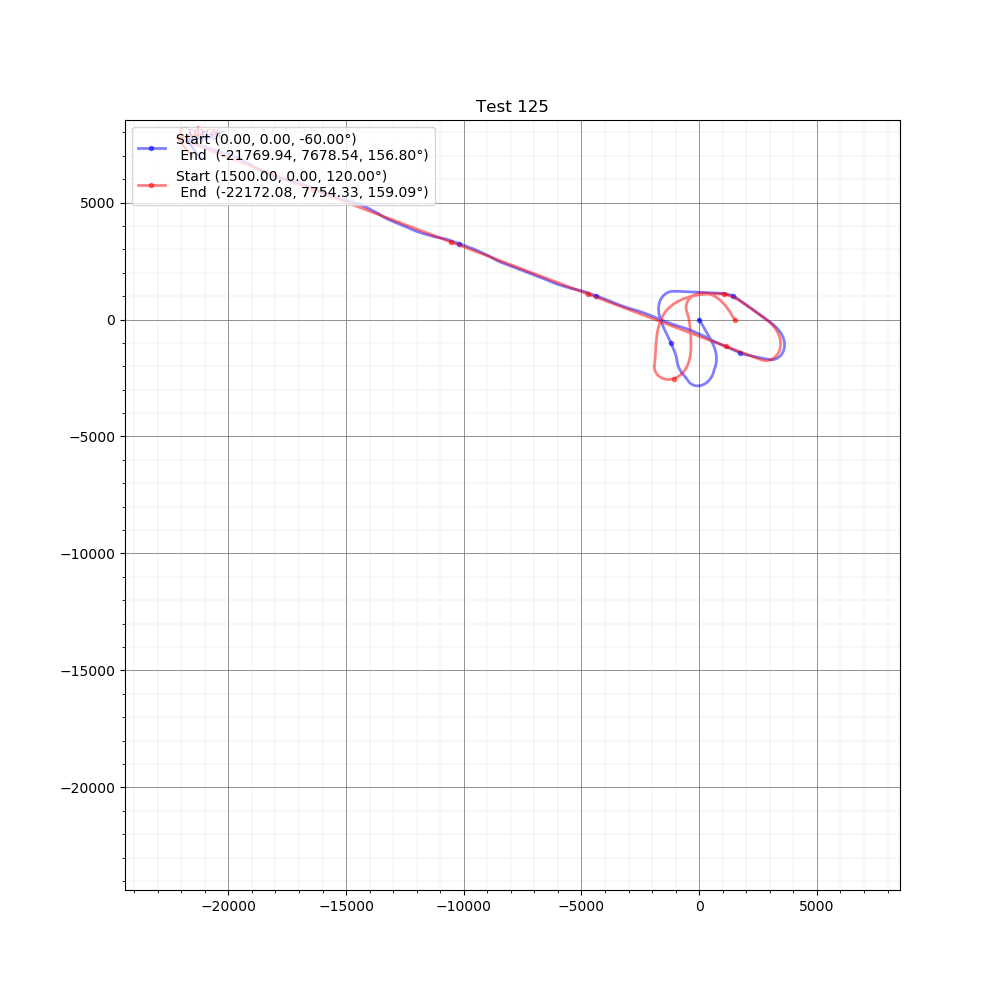 Test 125
Start (0.00, 0.00, -60.00°)
End (-21769.94, 7678.54, 156.80°)
Start (1500.00, 0.00, 120.00°)
End (-22172.08, 7754.33, 159.09°)
5000
0
−5000
−10000
−15000
−20000
−20000 −15000 −10000 −5000 0 5000